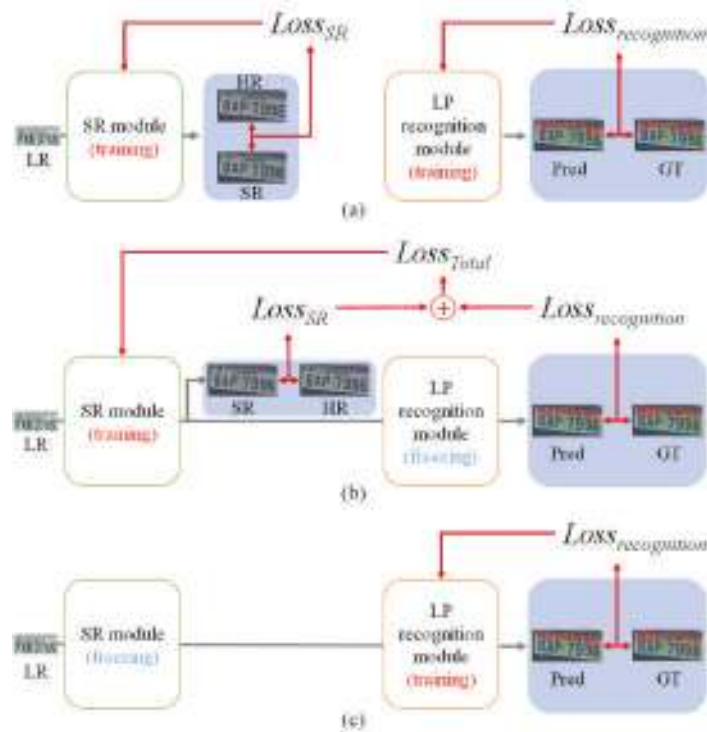 Loss_SR
Loss_recognition
HR
SR module
(training)
LR
SR
LP
recognition
module
(training)
Pred
GT
(a)
Loss_Total
Loss_SR
+
Loss_recognition
SR module
(training)
LR
SR
HR
LP
recognition
module
(freezing)
Pred
GT
(b)
Loss_recognition
SR module
(freezing)
LR
LP
recognition
module
(training)
Pred
GT
(c)